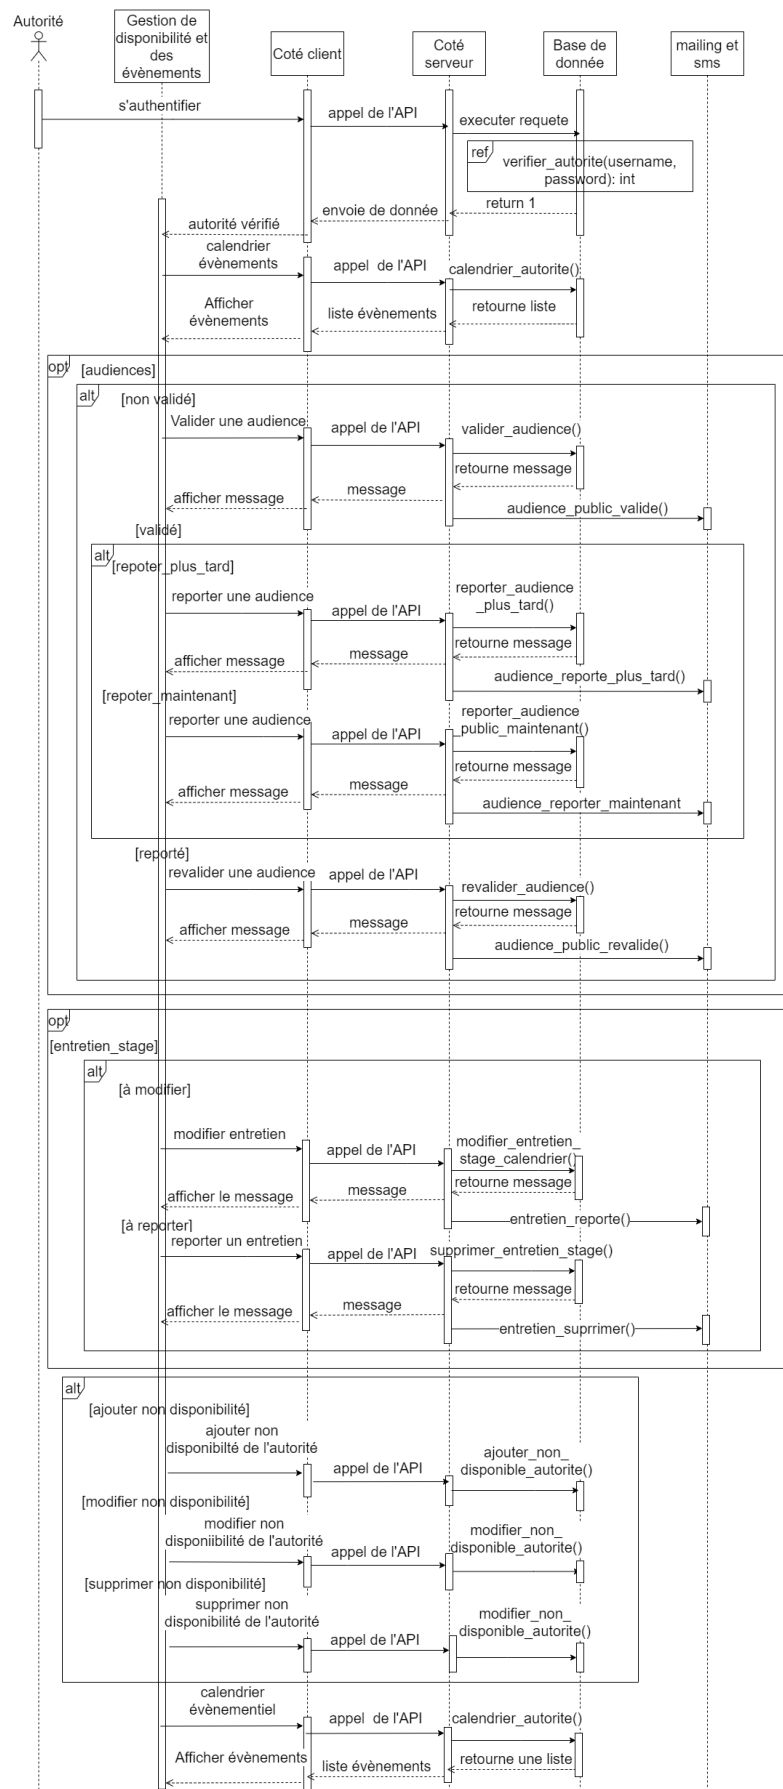 Autorité
Gestion de
disponibilité et
des
évènements
Coté client
Coté
serveur
Base de
donnée
mailing et
sms
s'authentifier
appel de l'API
executer requete
ref
verifier_autorite(username,
password): int
return 1
envoie de donnée
autorité vérifié
calendrier
évènements
appel  de l'API
calendrier_autorite()
Afficher
évènements
liste évènements
retourne liste
opt
[audiences]
alt
[non validé]
Valider une audience
appel de l'API
valider_audience()
retourne message
message
afficher message
audience_public_valide()
[validé]
alt
[repoter_plus_tard]
reporter une audience
appel de l'API
reporter_audience
_plus_tard()
retourne message
message
afficher message
audience_reporte_plus_tard()
[repoter_maintenant]
reporter une audience
appel de l'API
reporter_audience
_public_maintenant()
retourne message
message
afficher message
audience_reporter_maintenant
[reporté]
revalider une audience
appel de l'API
revalider_audience()
retourne message
message
afficher message
audience_public_revalide()
opt
[entretien_stage]
alt
[à modifier]
modifier entretien
appel de l'API
modifier_entretien_
stage_calendrier()
retourne message
message
afficher le message
entretien_reporte()
[à reporter]
reporter un entretien
appel de l'API
supprimer_entretien_stage()
retourne message
message
afficher le message
entretien_suprrimer()
alt
[ajouter non disponibilité]
ajouter non
disponibilté de l'autorité
appel de l'API
ajouter_non_
disponible_autorite()
[modifier non disponibilité]
modifier non
disponiibilité de l'autorité
appel de l'API
modifier_non_
disponible_autorite()
[supprimer non disponibilité]
supprimer non
disponibilité de l'autorité
appel de l'API
modifier_non_
disponible_autorite()
calendrier
évènementiel
appel  de l'API
calendrier_autorite()
Afficher évènements
liste évènements
retourne une liste